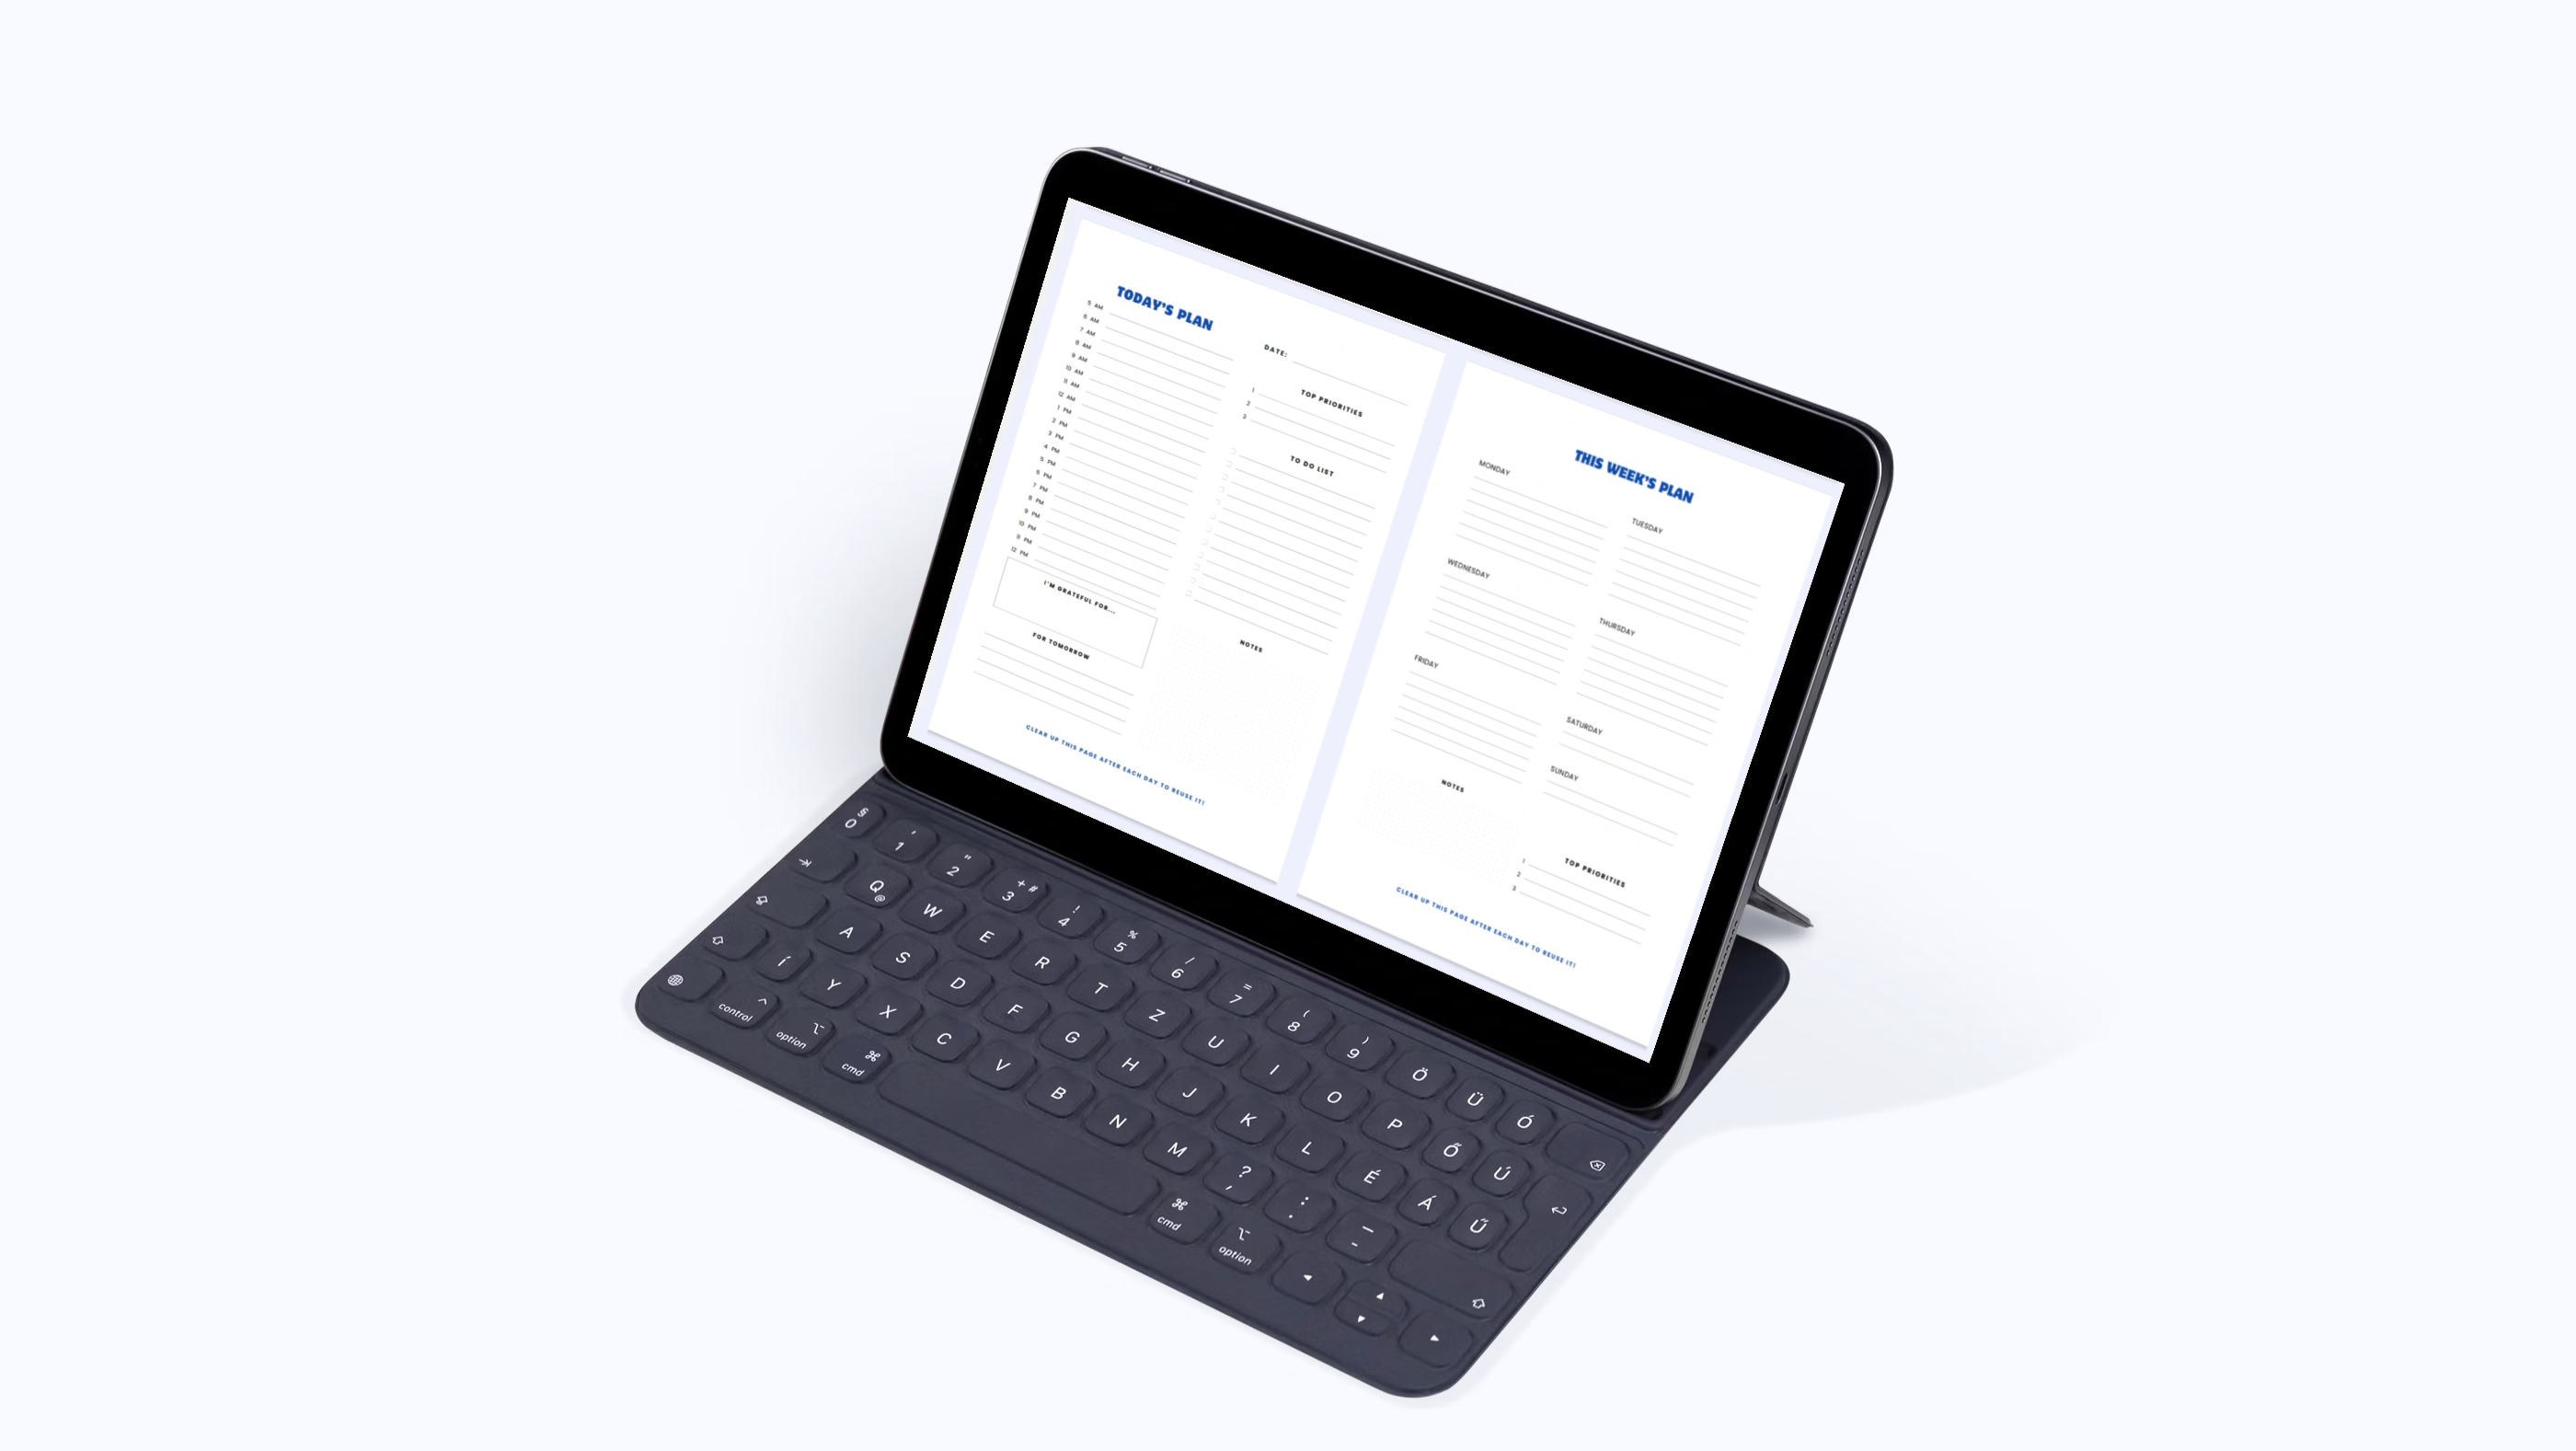 TODAY'S PLAN
5 AM
6 AM
7 AM
8 AM
9 AM
10 AM
11 AM
12 AM
1 PM
2 PM
3 PM
4 PM
5 PM
6 PM
7 PM
8 PM
9 PM
10 PM
11 PM
12 PM
I'M GRATEFUL FOR...
FOR TOMORROW
DATE:
TOP PRIORITIES
1
2
3
TO DO LIST
NOTES
CLEAR UP THIS PAGE AFTER EACH DAY TO REUSE IT!
THIS WEEK'S PLAN
MONDAY
TUESDAY
WEDNESDAY
THURSDAY
FRIDAY
SATURDAY
SUNDAY
NOTES
TOP PRIORITIES
1
2
3
CLEAR UP THIS PAGE AFTER EACH DAY TO REUSE IT!
§ 0 ' 1 " 2 + # 3 ! 4 % 5 / 6 = 7 ( 8 ) 9 Ö Ü Ó
Q @ W E R T Z U I O P Ő Ú
A S D F G H J K L É Á Ű
Í Y X C V B N M ? , : . _ -
control option cmd cmd option